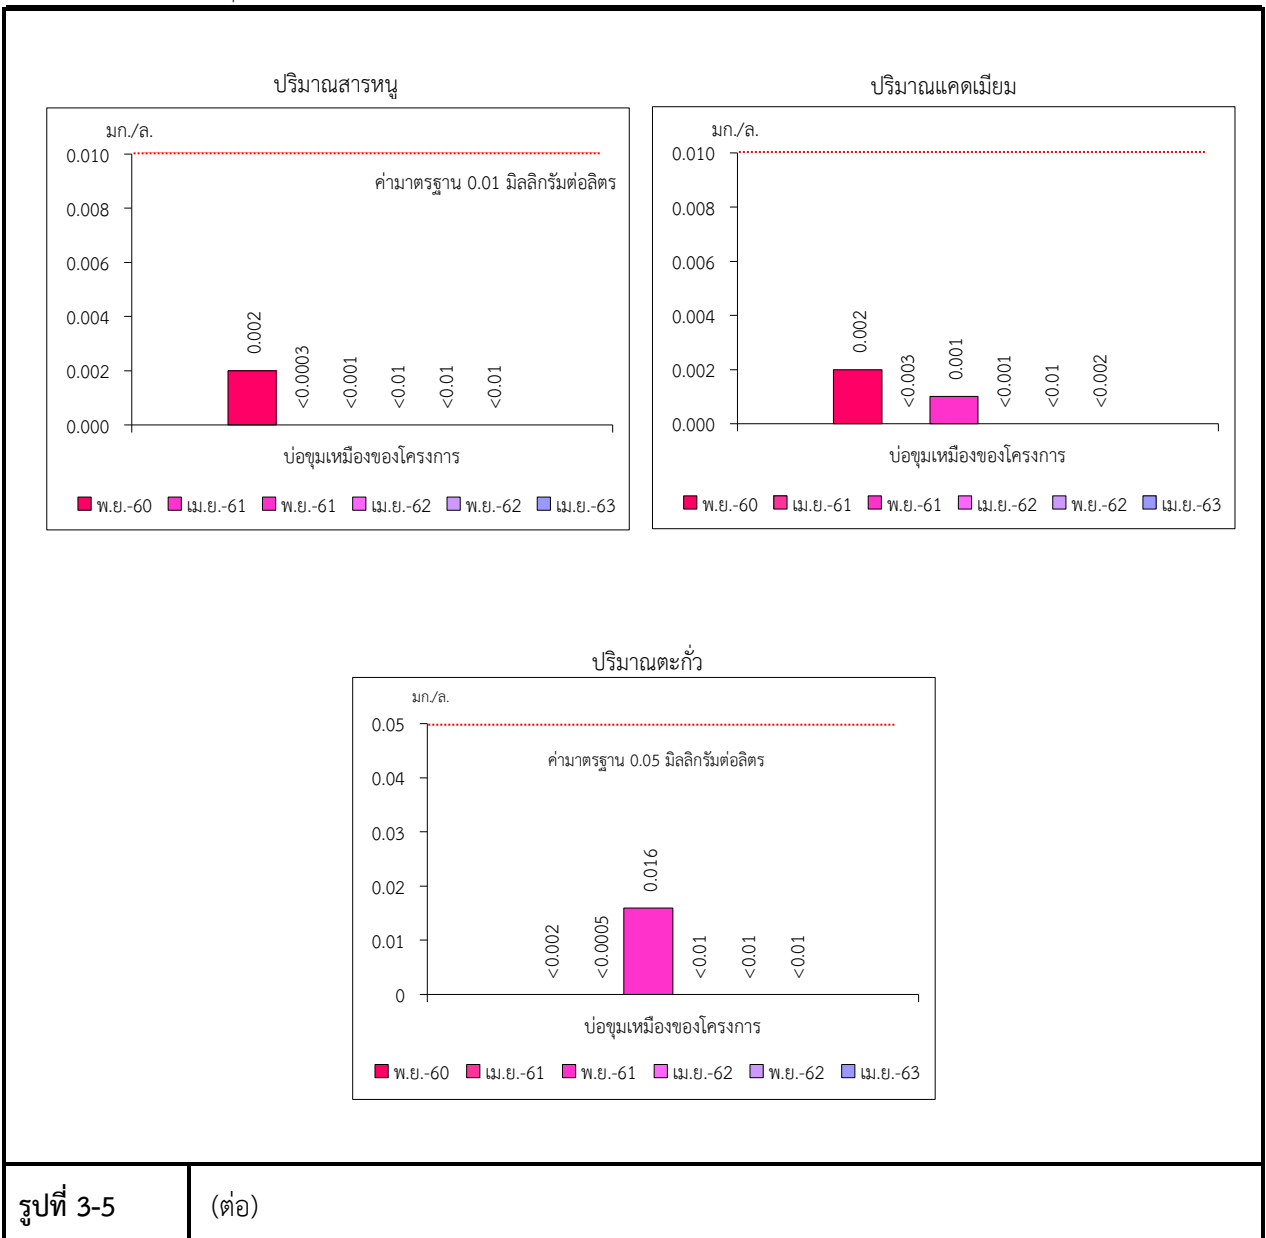 ปริมาณสารหนู
มก./ล.
0.010
ค่ามาตรฐาน 0.01 มิลลิกรัมต่อลิตร
0.008
0.006
0.004
0.002
0.000
0.002
<0.0003
<0.001
<0.01
<0.01
<0.01
บ่อขุมเหมืองของโครงการ
พ.ย.-60 เม.ย.-61 พ.ย.-61 เม.ย.-62 พ.ย.-62 เม.ย.-63
ปริมาณแคดเมียม
มก./ล.
0.010
0.008
0.006
0.004
0.002
0.000
0.002
<0.003
0.001
<0.001
<0.01
<0.002
บ่อขุมเหมืองของโครงการ
พ.ย.-60 เม.ย.-61 พ.ย.-61 เม.ย.-62 พ.ย.-62 เม.ย.-63
ปริมาณตะกั่ว
มก./ล.
0.05
ค่ามาตรฐาน 0.05 มิลลิกรัมต่อลิตร
0.04
0.03
0.02
0.01
0
<0.002
<0.0005
0.016
<0.01
<0.01
<0.01
บ่อขุมเหมืองของโครงการ
พ.ย.-60 เม.ย.-61 พ.ย.-61 เม.ย.-62 พ.ย.-62 เม.ย.-63
รูปที่ 3-5 (ต่อ)